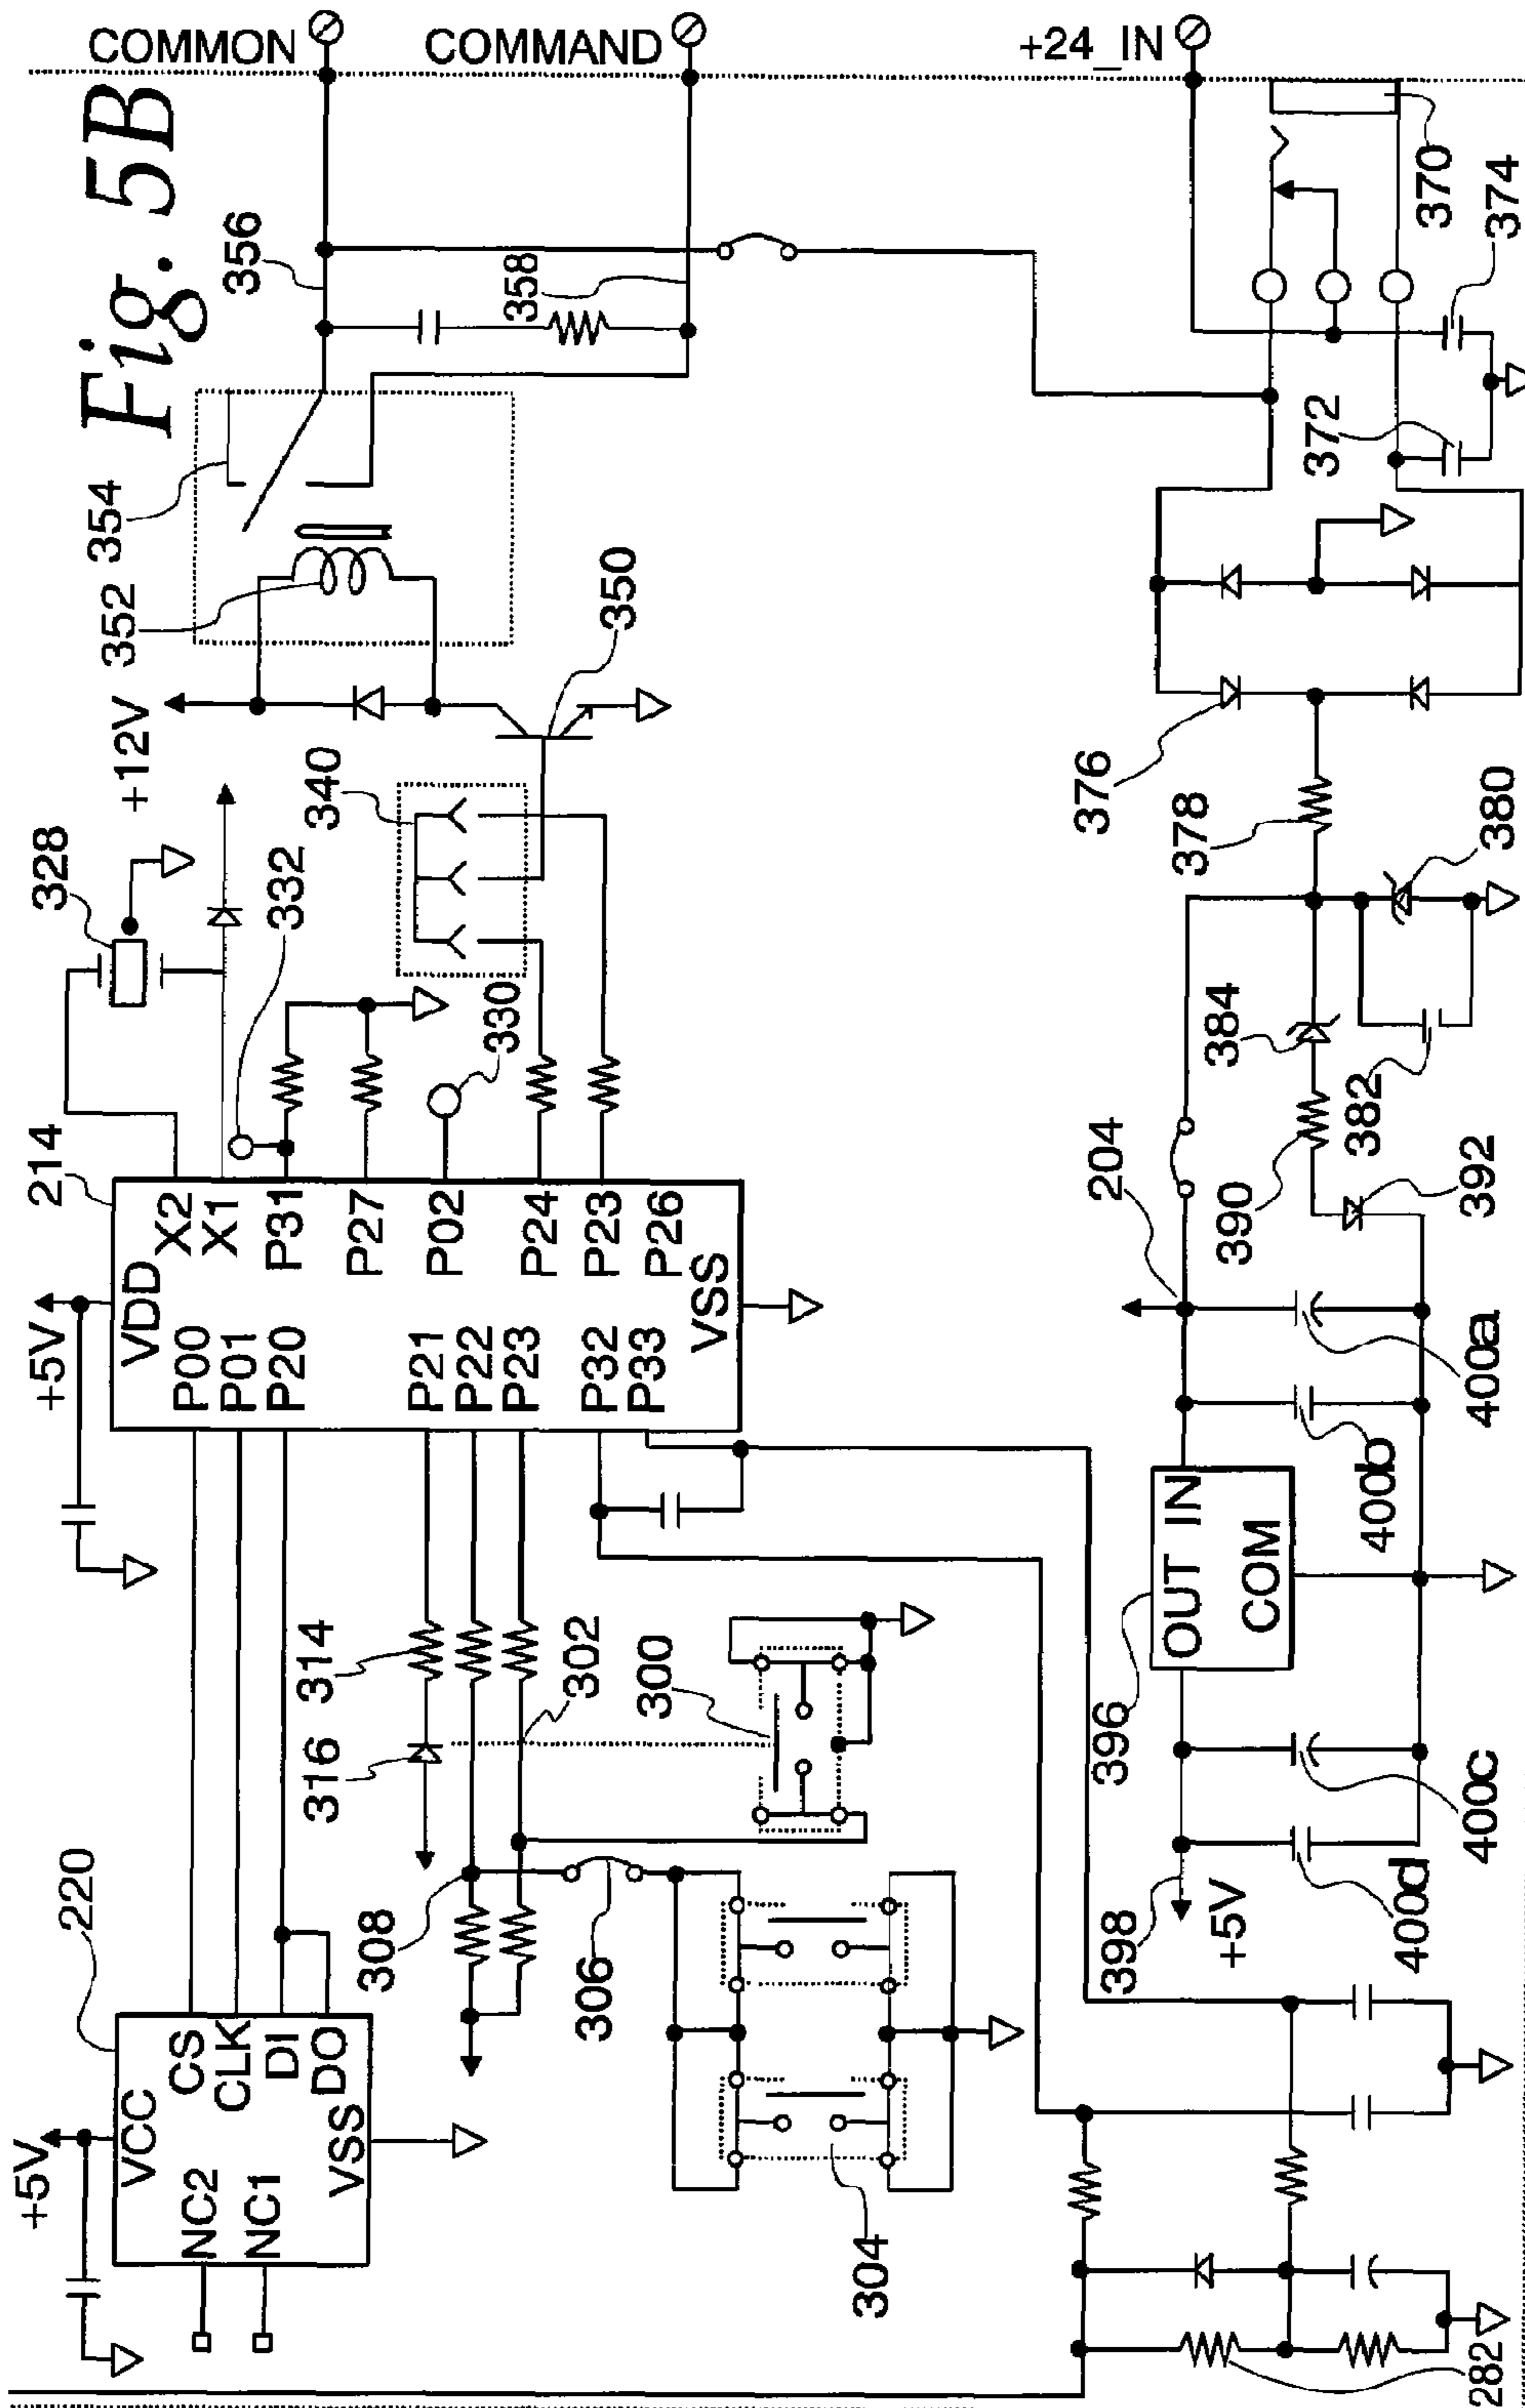 Fig. 5B
COMMON
COMMAND
+24_IN
356
358
354
352
350
+12V
340
328
332
330
214
+5V
VDD
X2
X1
P31
P27
P02
P24
P23
P26
VSS
P00
P01
P20
P21
P22
P23
P32
P33
314
316
302
300
220
+5V
VCC
CS
CLK
DI
DO
NC2
NC1
VSS
308
306
304
282
370
374
372
376
378
380
384
382
390
392
204
400a
400b
396
OUT IN
COM
398
+5V
400c
400d